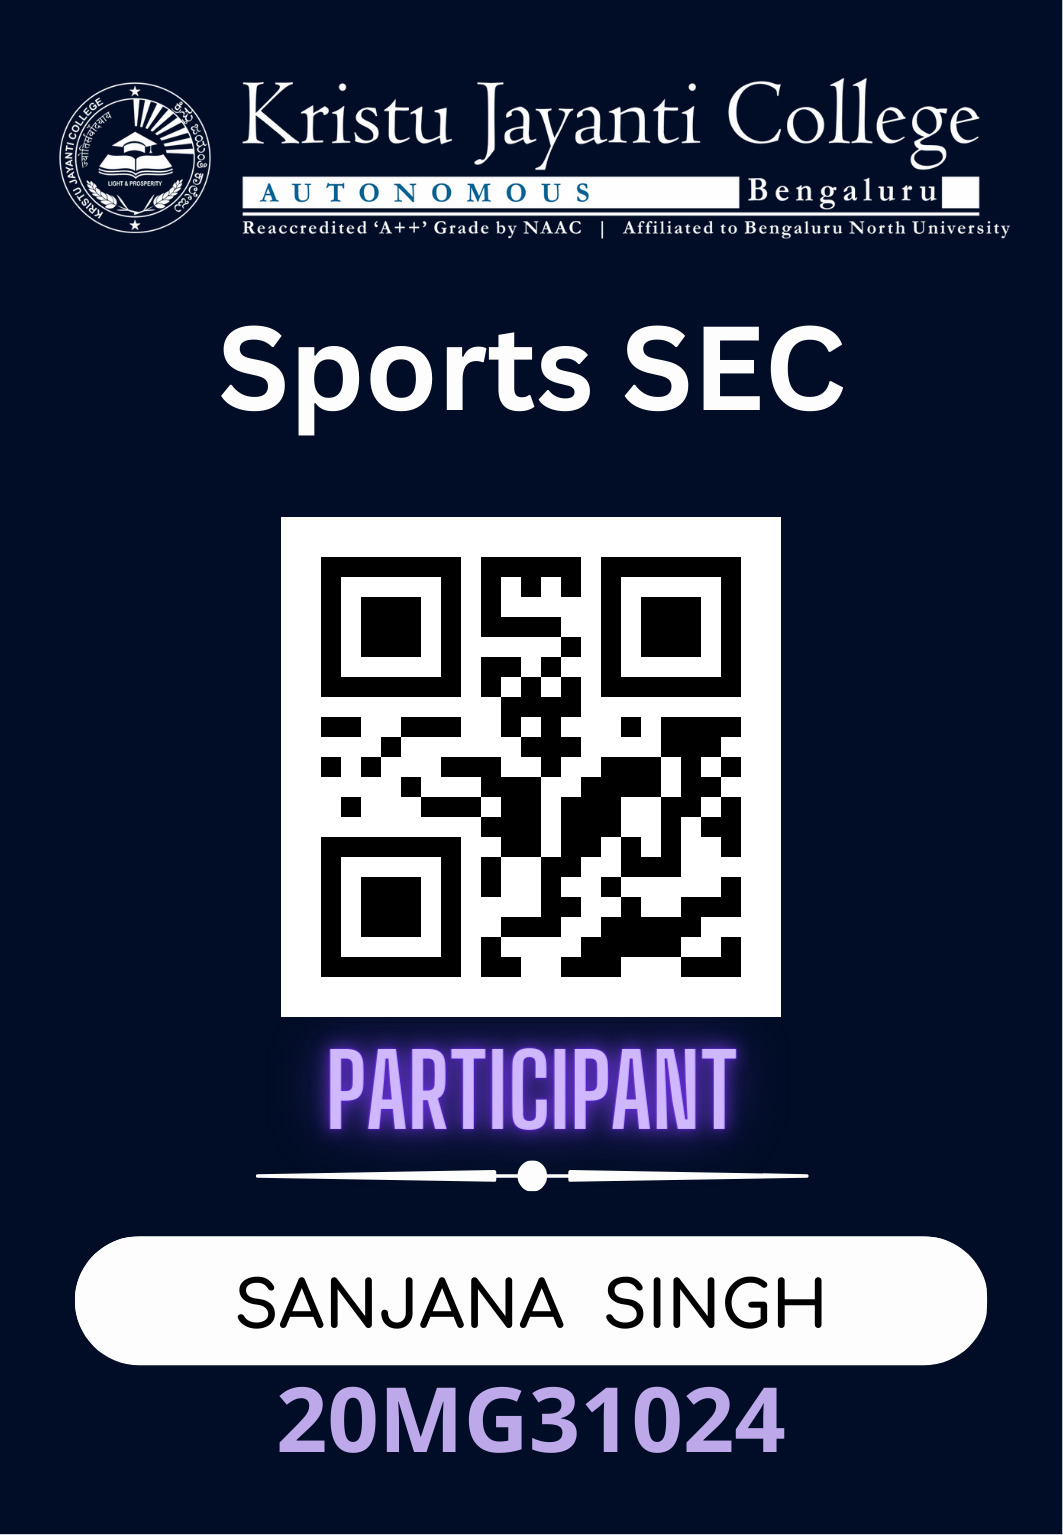 KRISTU JAYANTI COLLEGE
ಕ್ರಿಸ್ತು ಜಯಂತಿ ಕಾಲೇಜು
LIGHT & PROSPERITY
Kristu Jayanti College
AUTONOMOUS Bengaluru
Reaccredited ‘A++’ Grade by NAAC | Affiliated to Bengaluru North University
Sports SEC
PARTICIPANT
SANJANA SINGH
20MG31024